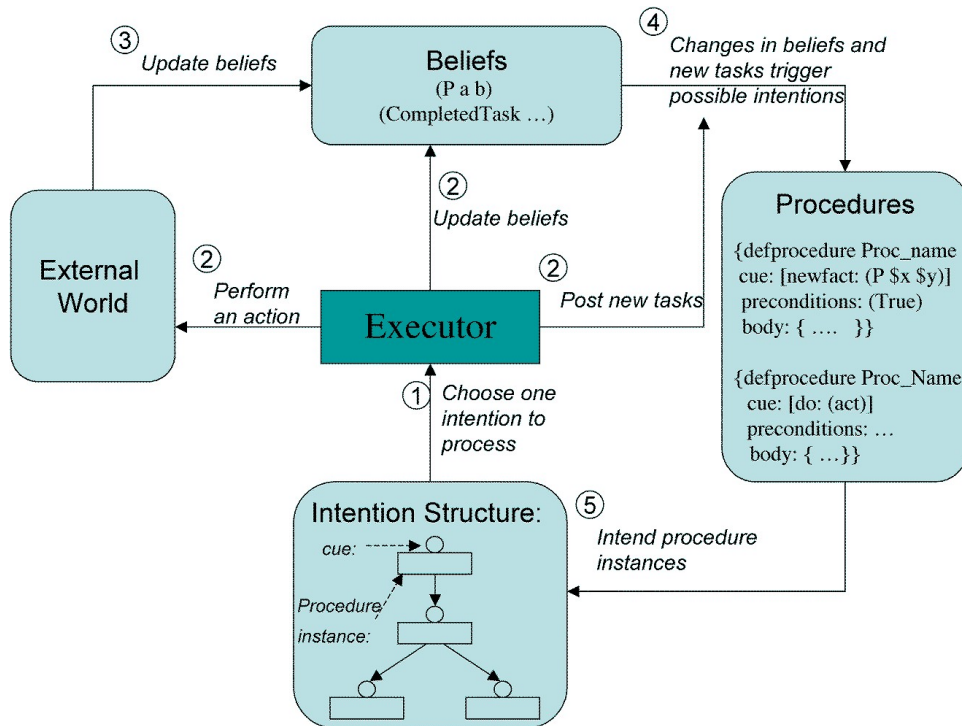 ③
Update beliefs
Beliefs
(P a b)
(CompletedTask …)
④
Changes in beliefs and
new tasks trigger
possible intentions
External
World
②
Perform
an action
②
Update beliefs
Executor
②
Post new tasks
Procedures
{defprocedure Proc_name
cue: [newfact: (P $x $y)]
preconditions: (True)
body: { …. }}
{defprocedure Proc_Name
cue: [do: (act)]
preconditions: …
body: { …}}
①
Choose one
intention to
process
Intention Structure:
cue:
Procedure
instance:
⑤
Intend procedure
instances